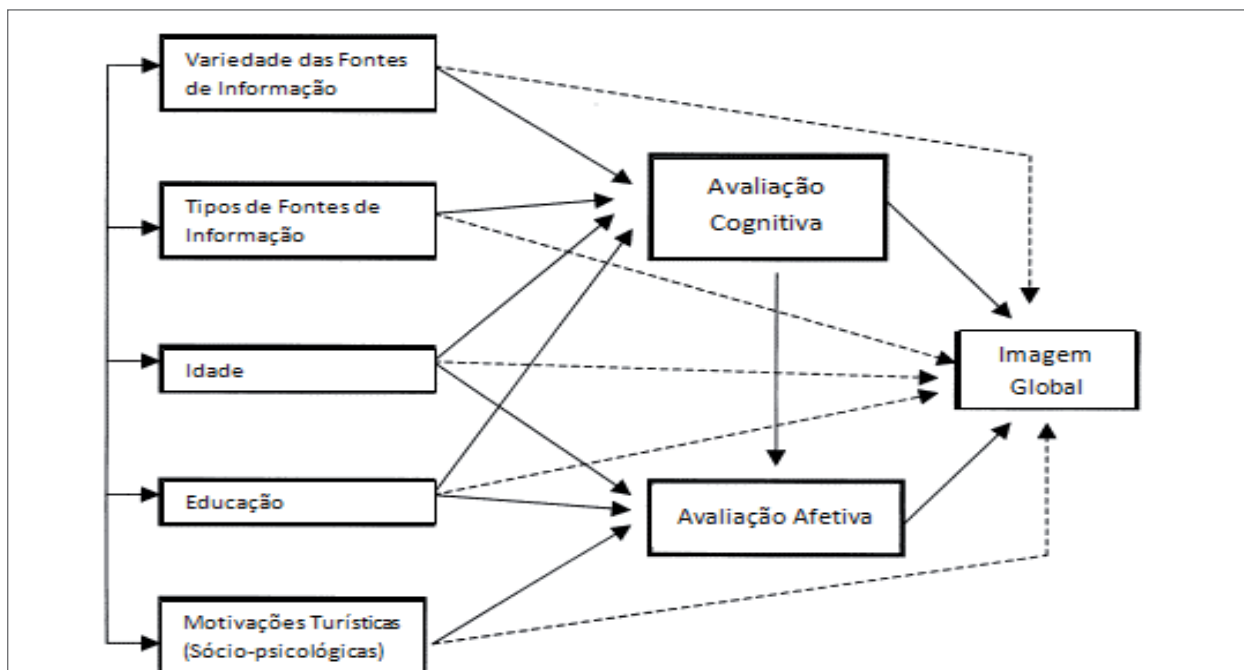 Variedade das Fontes
de Informação
Tipos de Fontes de
Informação
Idade
Educação
Motivações Turísticas
(Sócio-psicológicas)
Avaliação
Cognitiva
Avaliação Afetiva
Imagem
Global